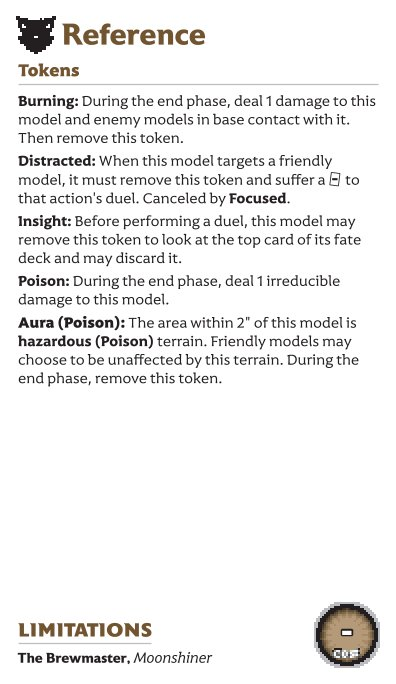 Reference
Tokens
Burning: During the end phase, deal 1 damage to this
model and enemy models in base contact with it.
Then remove this token.
Distracted: When this model targets a friendly
model, it must remove this token and suffer a to
that action's duel. Canceled by Focused.
Insight: Before performing a duel, this model may
remove this token to look at the top card of its fate
deck and may discard it.
Poison: During the end phase, deal 1 irreducible
damage to this model.
Aura (Poison): The area within 2" of this model is
hazardous (Poison) terrain. Friendly models may
choose to be unaffected by this terrain. During the
end phase, remove this token.
LIMITATIONS
The Brewmaster, Moonshiner